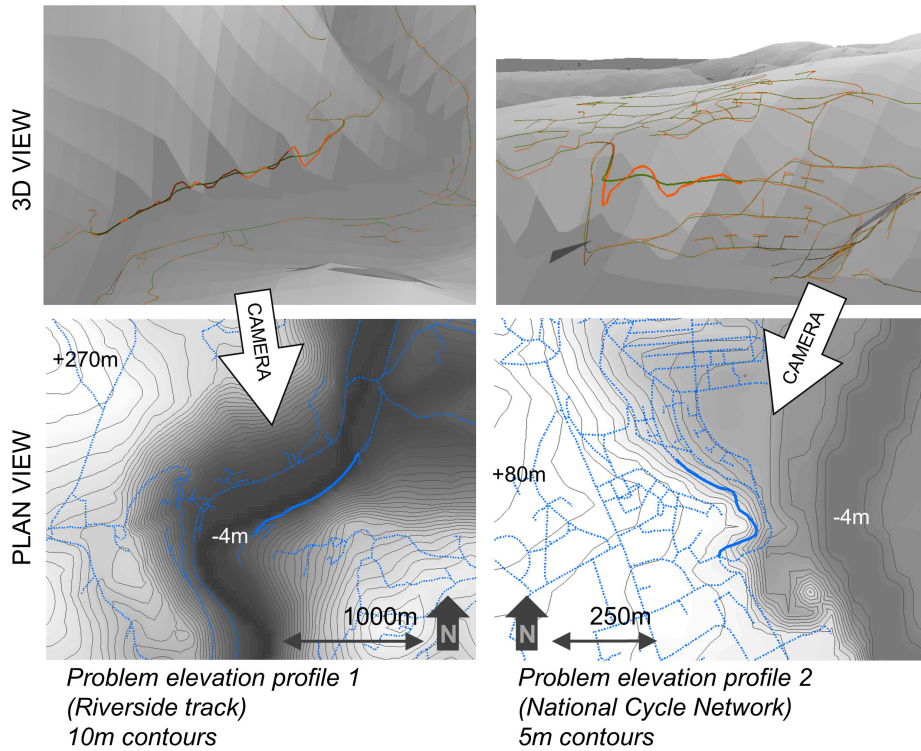 3D VIEW
CAMERA
CAMERA
PLAN VIEW
+270m
-4m
1000m
N
+80m
-4m
N
250m
Problem elevation profile 1
(Riverside track)
10m contours
Problem elevation profile 2
(National Cycle Network)
5m contours